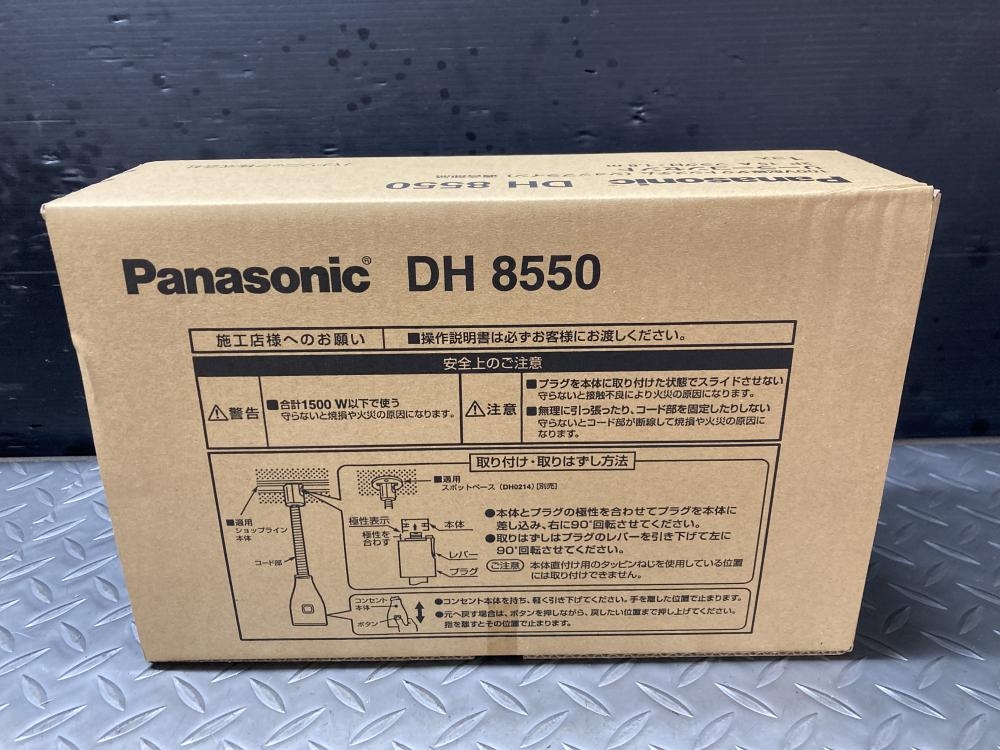 Panasonic DH 8550
Panasonic® DH 8550
施工店様へのお願い
■操作説明書は必ずお客様にお渡しください。
安全上のご注意
警告
■合計1500 W以下で使う
守らないと焼損や火災の原因になります。
注意
■プラグを本体に取り付けた状態でスライドさせない
守らないと接触不良により火災の原因になります。
■無理に引っ張ったり、コード部を固定したりしない
守らないとコード部が断線して焼損や火災の原因に
なります。
取り付け・取りはずし方法
■適用
ショップライン
本体
コード部
■適用
スポットベース（DH0214）[別売]
極性表示
極性を
合わす
本体
レバー
プラグ
●本体とプラグの極性を合わせてプラグを本体に
差し込み、右に90°回転させてください。
●取りはずしはプラグのレバーを引き下げて左に
90°回転させてください。
ご注意 本体直付け用のタッピンねじを使用している位置
には取り付けできません。
コンセント
本体
ボタン
●コンセント本体を持ち、軽く引き下げてください。手を離した位置で止まります。
●元へ戻す場合は、ボタンを押しながら、戻したい位置まで押し上げてください。
指を離すとその位置で止まります。